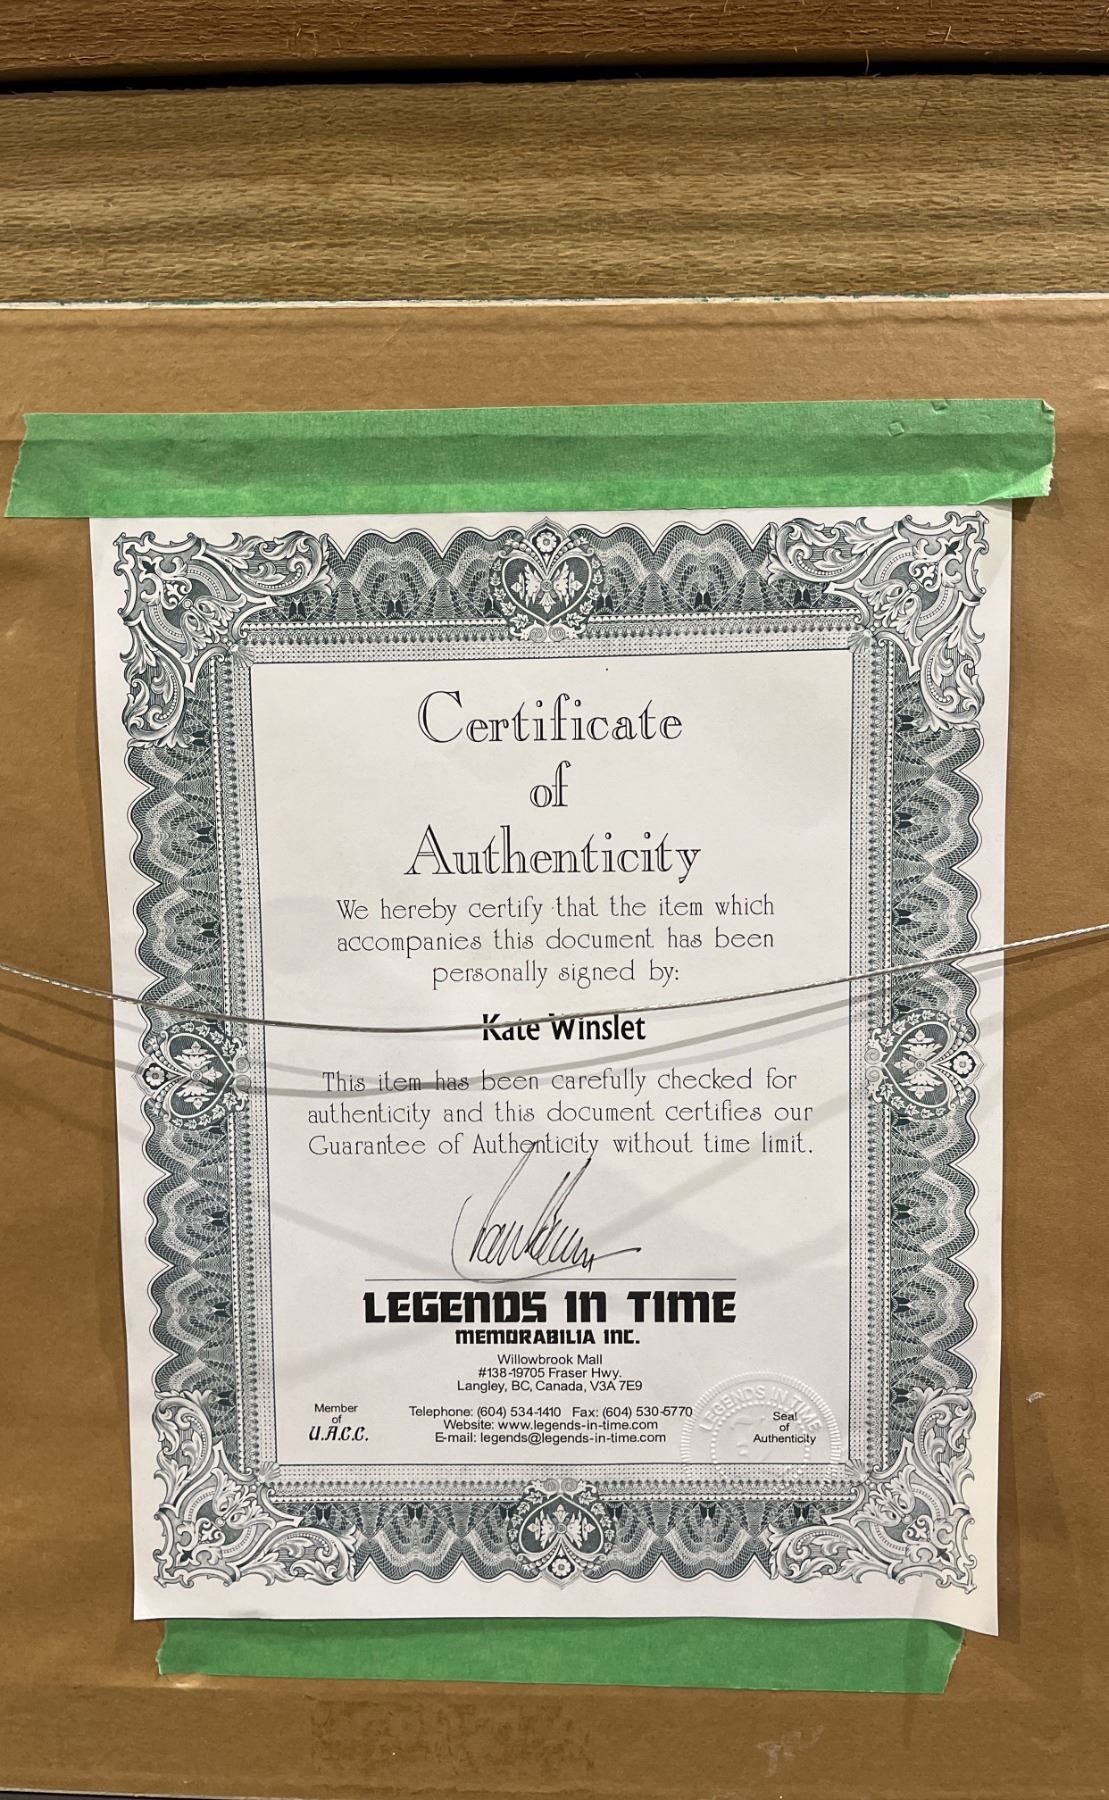 Certificate
of
Authenticity
We hereby certify that the item which
accompanies this document has been
personally signed by:
Kate Winslet
This item has been carefully checked for
authenticity and this document certifies our
Guarantee of Authenticity without time limit.
LEGENDS IN TIME
MEMORABILIA INC.
Willowbrook Mall
#138-19705 Fraser Hwy.
Langley, BC, Canada, V3A 7E9
Member
of
U.A.C.C.
Telephone: (604) 534-1410 Fax: (604) 530-5770
Website: www.legends-in-time.com
E-mail: legends@legends-in-time.com
LEGENDS IN TIME
Seal
of
Authenticity